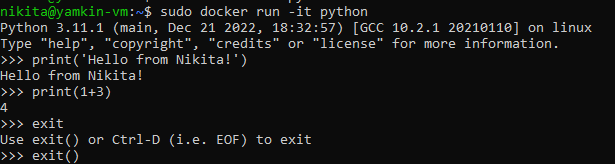 nikita@yamkin-vm:~$ sudo docker run -it python
Python 3.11.1 (main, Dec 21 2022, 18:32:57) [GCC 10.2.1 20210110] on linux
Type "help", "copyright", "credits" or "license" for more information.
>>> print('Hello from Nikita!')
Hello from Nikita!
>>> print(1+3)
4
>>> exit
Use exit() or Ctrl-D (i.e. EOF) to exit
>>> exit()